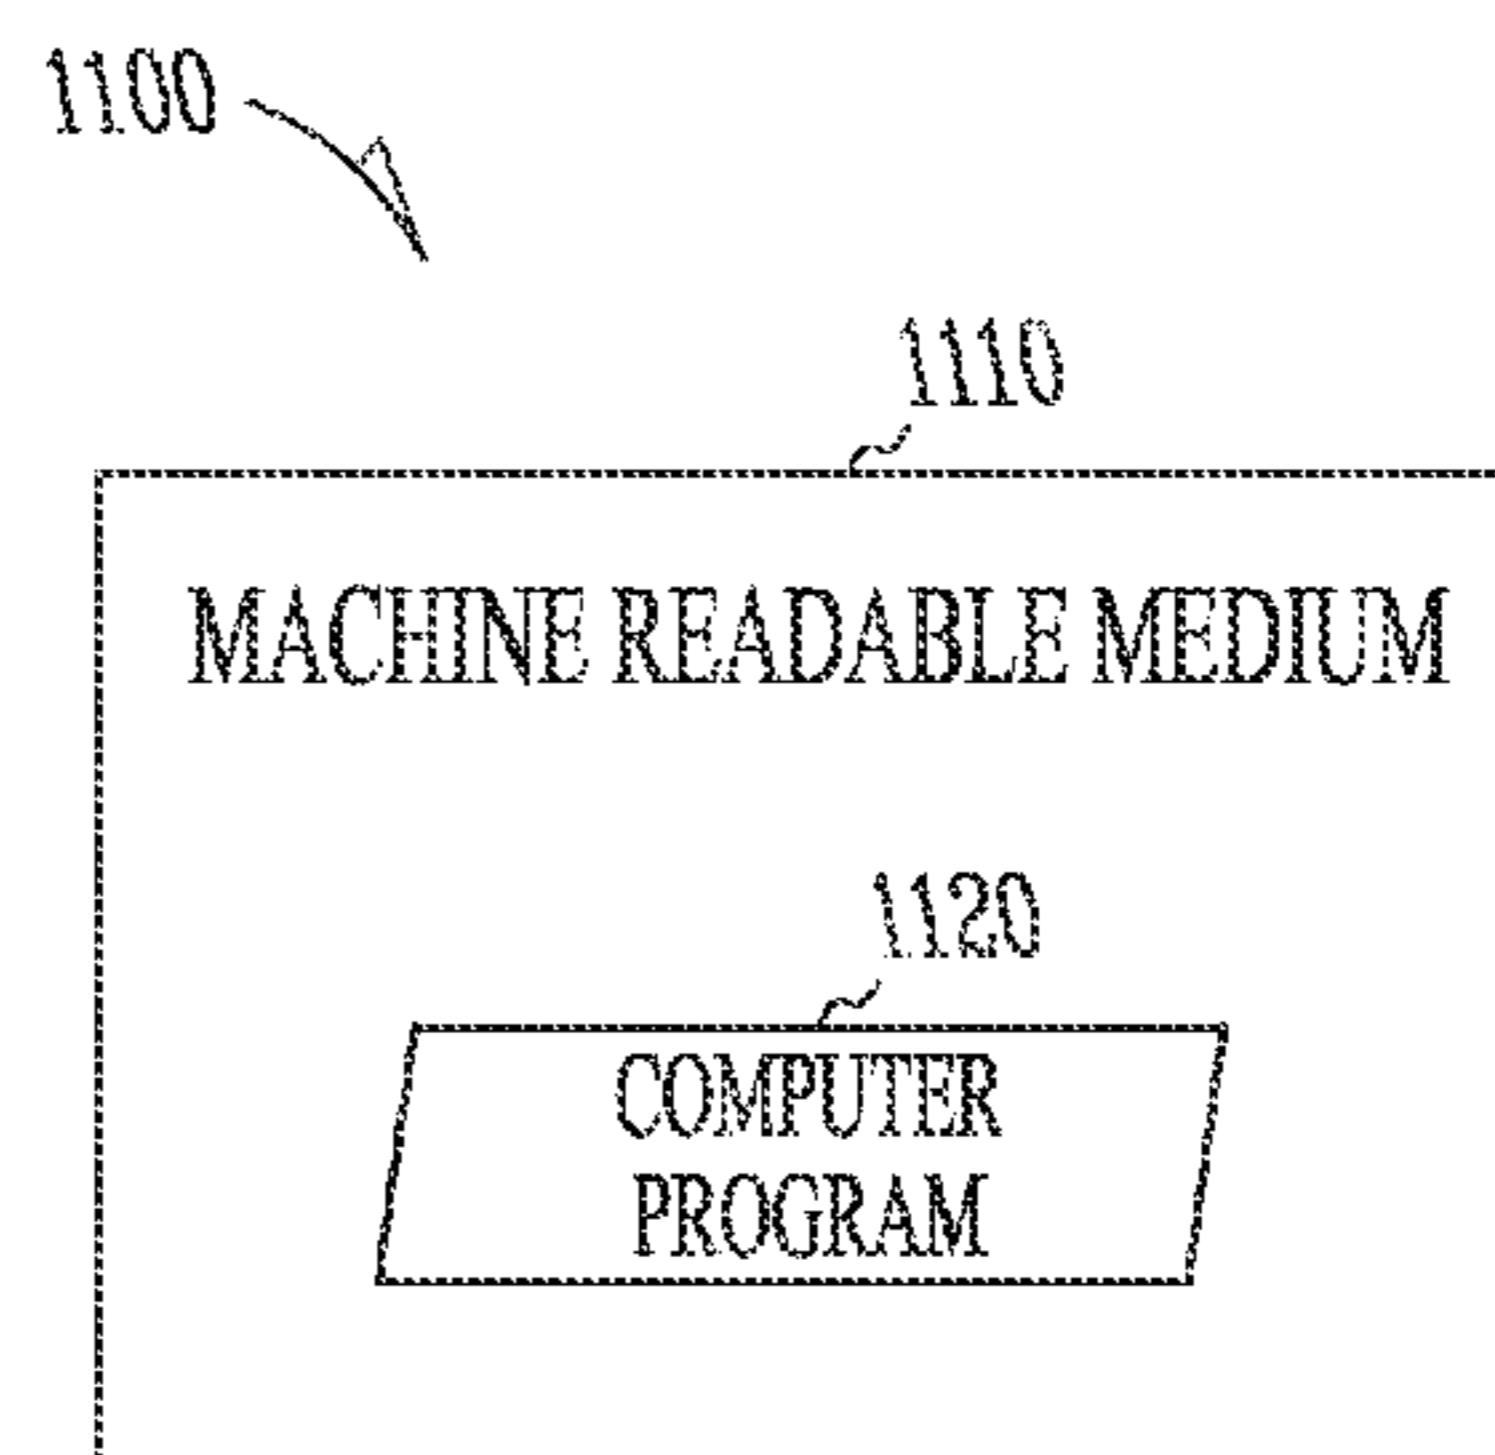 1100
1110
MACHINE READABLE MEDIUM
1120
COMPUTER
PROGRAM